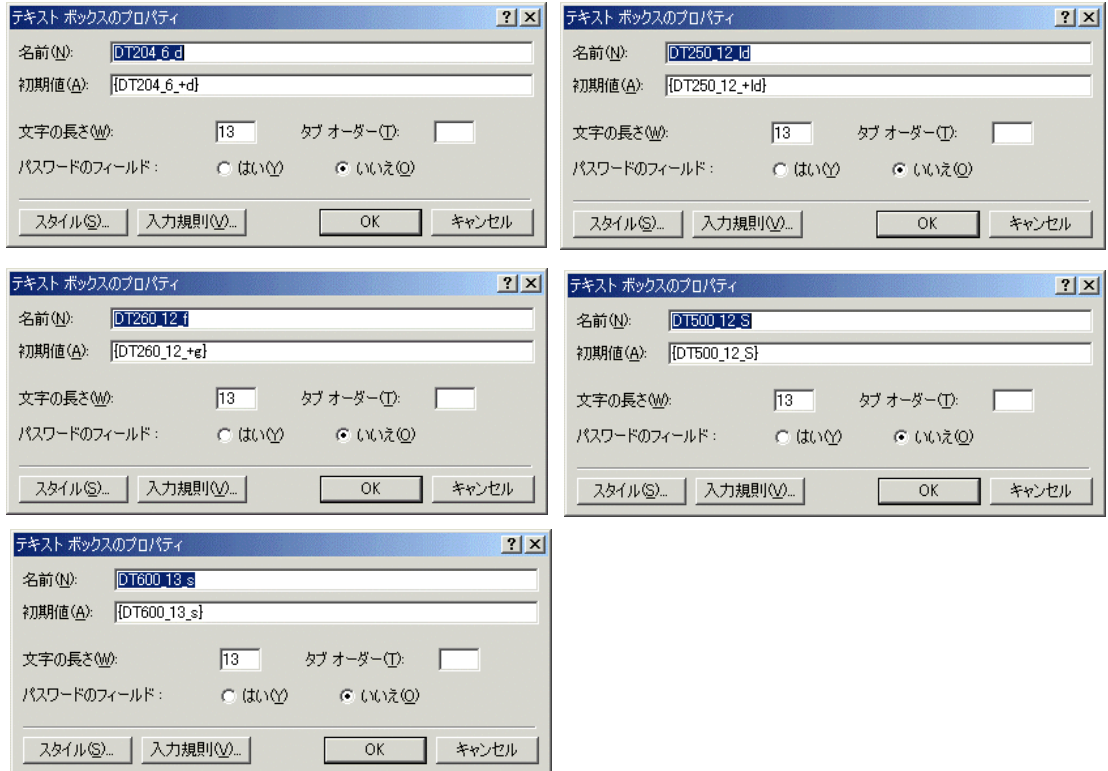 テキスト ボックスのプロパティ
名前(N): DT204_6_d
初期値(A): {DT204_6_+d}
文字の長さ(W): 13 タブ オーダー(T):
パスワードのフィールド： はい(Y) いいえ(O)
スタイル(S)... 入力規則(V)... OK キャンセル
テキスト ボックスのプロパティ
名前(N): DT250_12_ld
初期値(A): {DT250_12_+ld}
文字の長さ(W): 13 タブ オーダー(T):
パスワードのフィールド： はい(Y) いいえ(O)
スタイル(S)... 入力規則(V)... OK キャンセル
テキスト ボックスのプロパティ
名前(N): DT260_12_f
初期値(A): {DT260_12_+g}
文字の長さ(W): 13 タブ オーダー(T):
パスワードのフィールド： はい(Y) いいえ(O)
スタイル(S)... 入力規則(V)... OK キャンセル
テキスト ボックスのプロパティ
名前(N): DT500_12_S
初期値(A): {DT500_12_S}
文字の長さ(W): 13 タブ オーダー(T):
パスワードのフィールド： はい(Y) いいえ(O)
スタイル(S)... 入力規則(V)... OK キャンセル
テキスト ボックスのプロパティ
名前(N): DT600_13_s
初期値(A): {DT600_13_s}
文字の長さ(W): 13 タブ オーダー(T):
パスワードのフィールド： はい(Y) いいえ(O)
スタイル(S)... 入力規則(V)... OK キャンセル